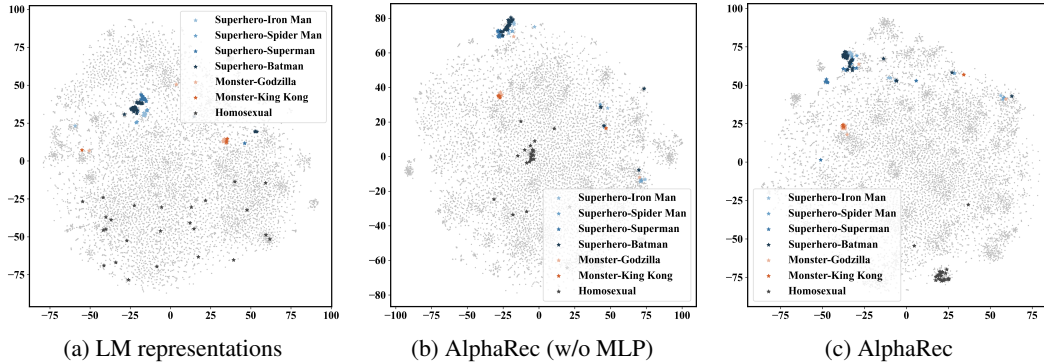 100
75
50
25
0
−25
−50
−75
−75 −50 −25 0 25 50 75 100
Superhero-Iron Man
Superhero-Spider Man
Superhero-Superman
Superhero-Batman
Monster-Godzilla
Monster-King Kong
Homosexual
(a) LM representations
80
60
40
20
0
−20
−40
−60
−80
−100 −75 −50 −25 0 25 50 75 100
Superhero-Iron Man
Superhero-Spider Man
Superhero-Superman
Superhero-Batman
Monster-Godzilla
Monster-King Kong
Homosexual
(b) AlphaRec (w/o MLP)
100
75
50
25
0
−25
−50
−75
−75 −50 −25 0 25 50 75 100
Superhero-Iron Man
Superhero-Spider Man
Superhero-Superman
Superhero-Batman
Monster-Godzilla
Monster-King Kong
Homosexual
(c) AlphaRec